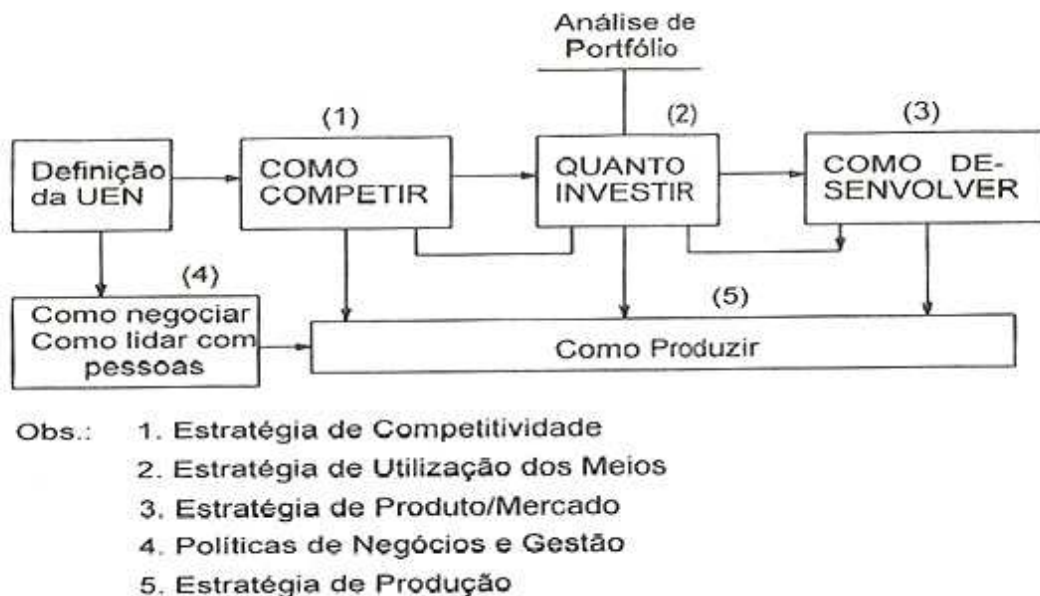 Análise de
Portfólio
(1)
(2)
(3)
Definição
da UEN
COMO
COMPETIR
QUANTO
INVESTIR
COMO DE-
SENVOLVER
(4)
(5)
Como negociar
Como lidar com
pessoas
Como Produzir
Obs.: 1. Estratégia de Competitividade
2. Estratégia de Utilização dos Meios
3. Estratégia de Produto/Mercado
4. Políticas de Negócios e Gestão
5. Estratégia de Produção